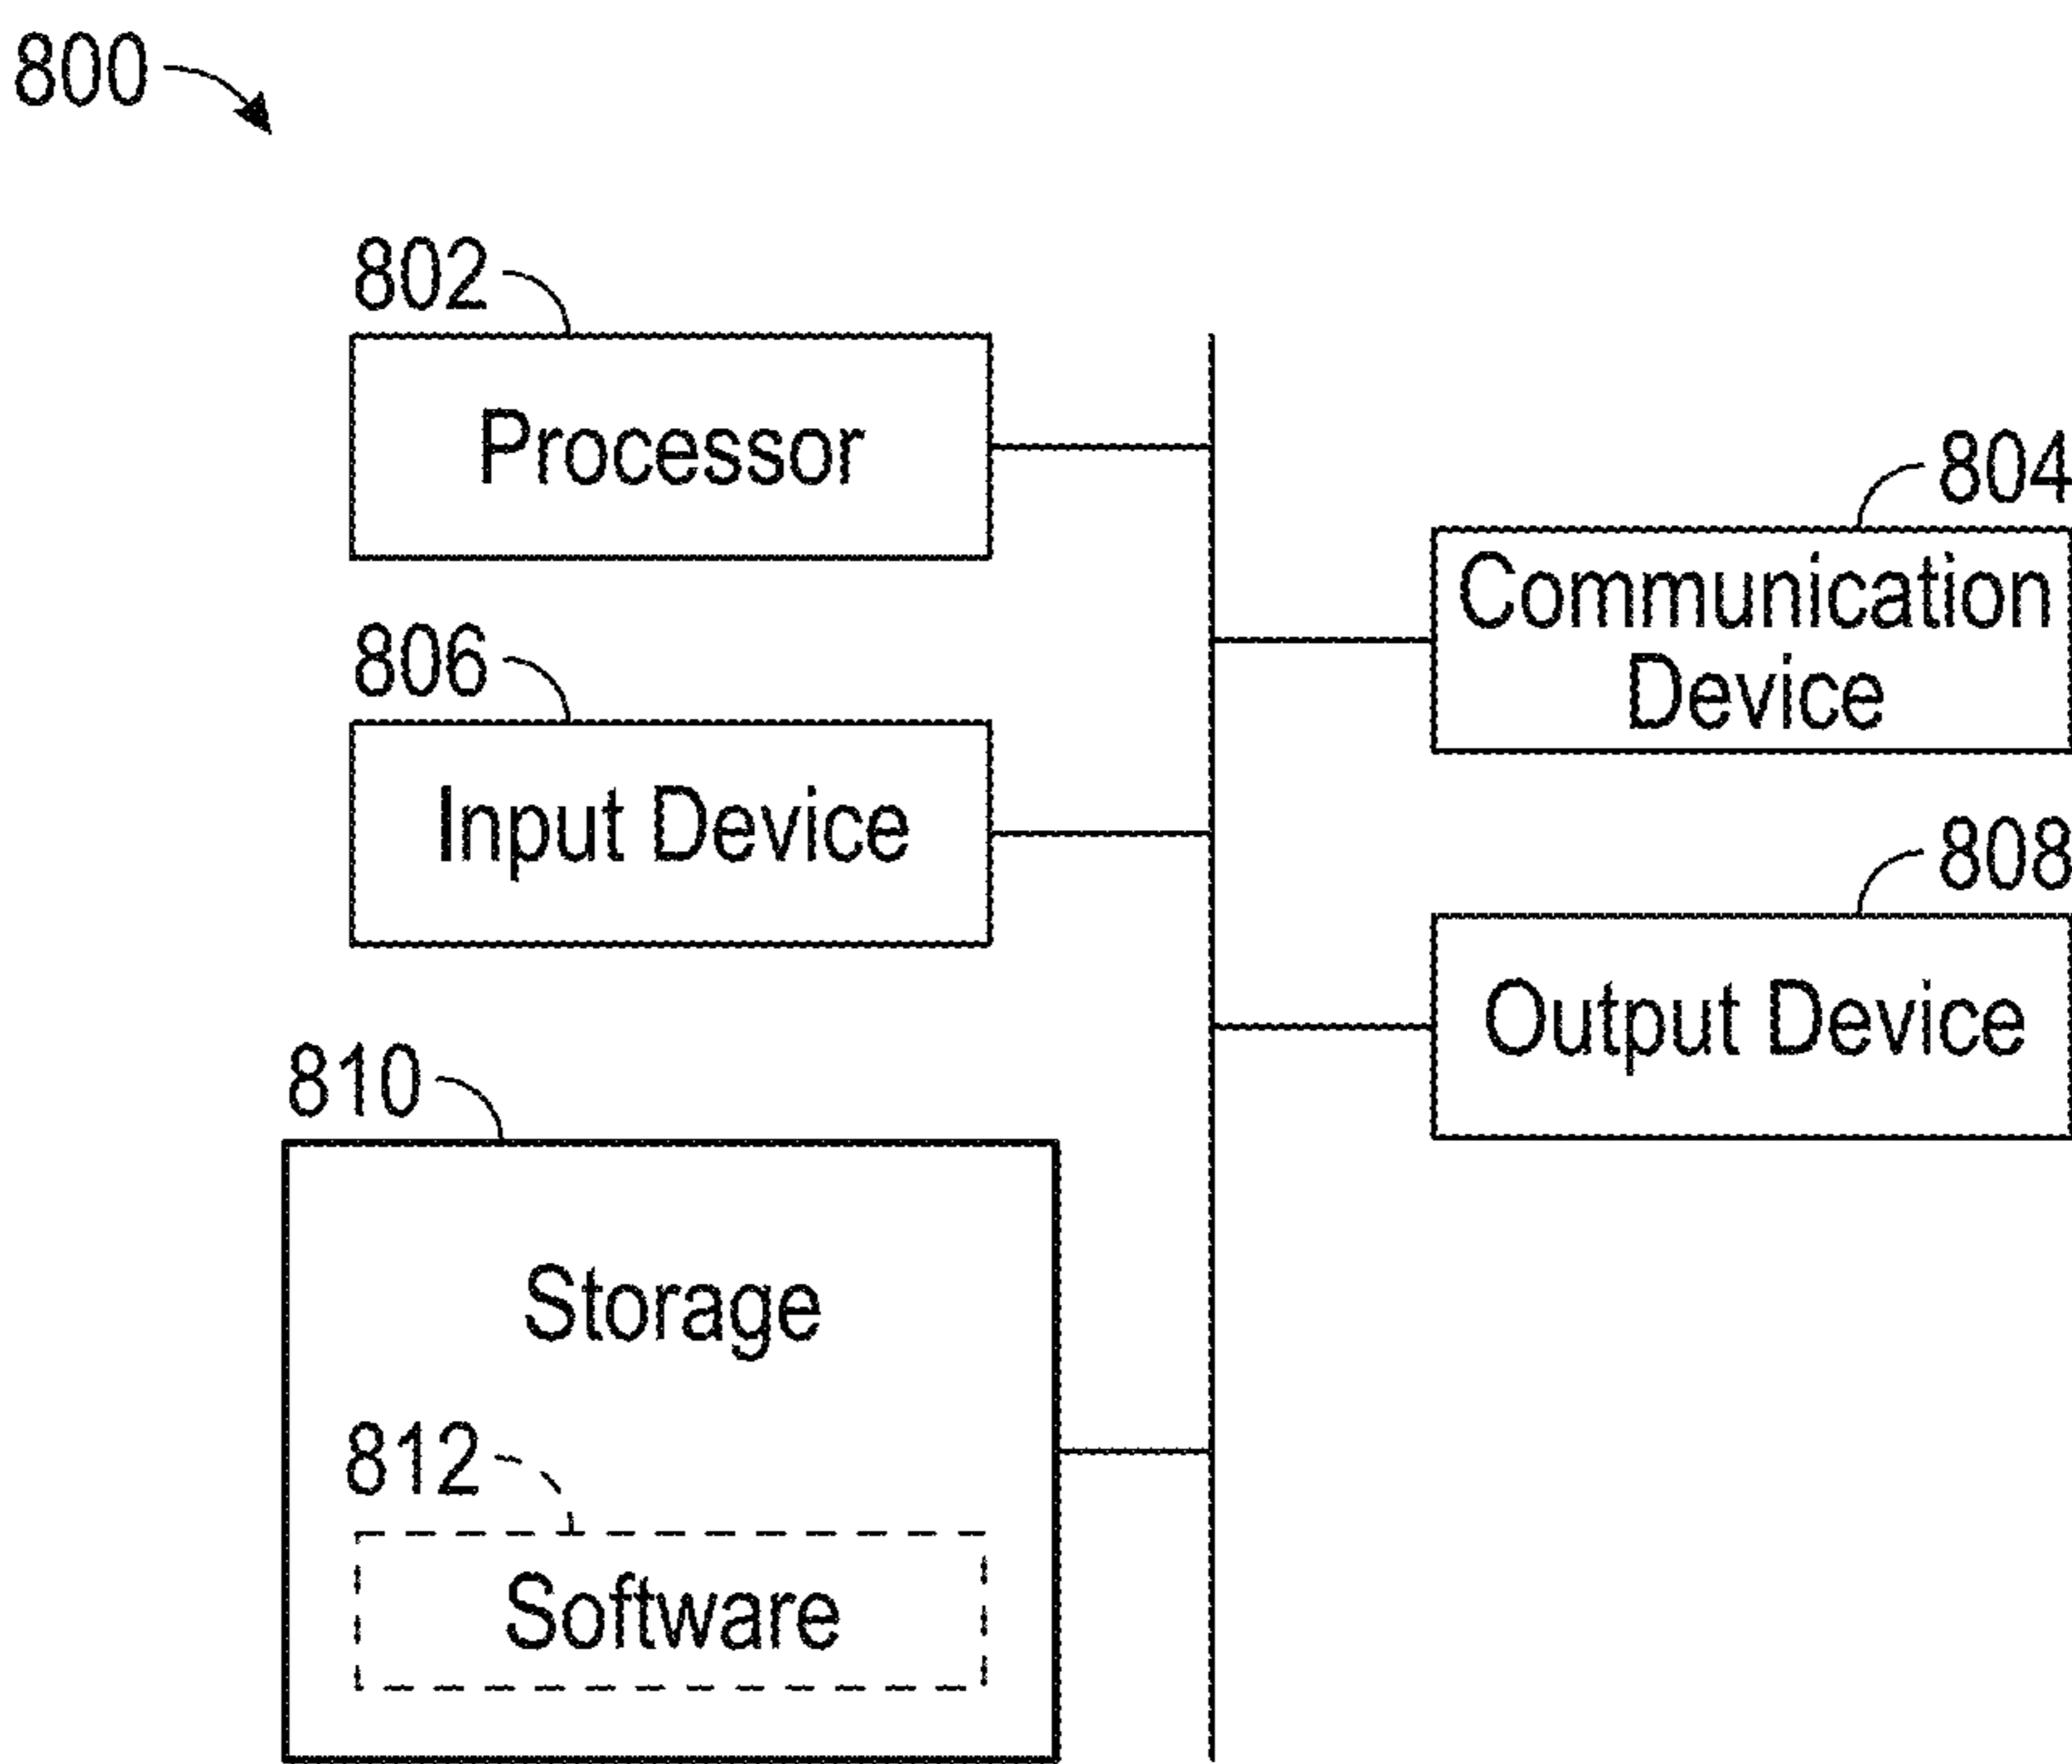 800
802
Processor
804
Communication
Device
806
Input Device
808
Output Device
810
Storage
812
Software